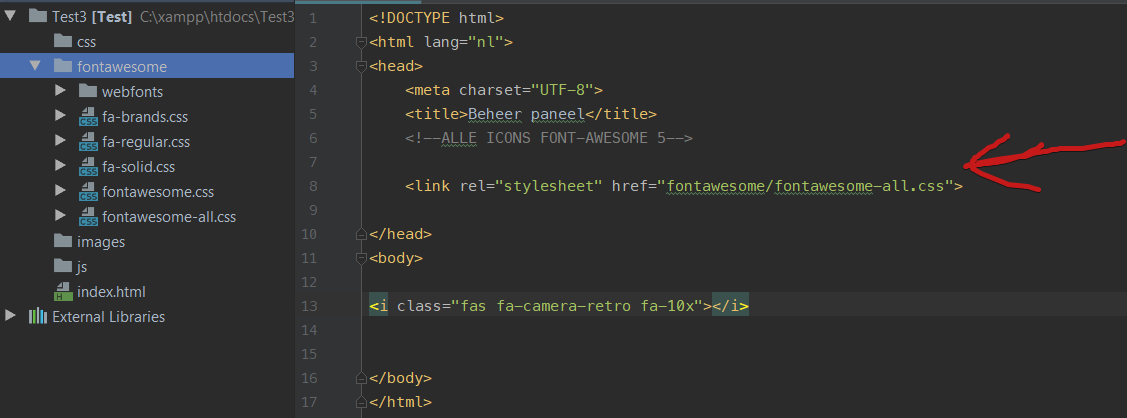 Test3 [Test] C:\xampp\htdocs\Test3
css
fontawesome
webfonts
fa-brands.css
fa-regular.css
fa-solid.css
fontawesome.css
fontawesome-all.css
images
js
index.html
External Libraries
1 <!DOCTYPE html>
2 <html lang="nl">
3 <head>
4 <meta charset="UTF-8">
5 <title>Beheer paneel</title>
6 <!--ALLE ICONS FONT-AWESOME 5-->
7
8 <link rel="stylesheet" href="fontawesome/fontawesome-all.css">
9
10 </head>
11 <body>
12
13 <i class="fas fa-camera-retro fa-10x"></i>
14
15
16 </body>
17 </html>